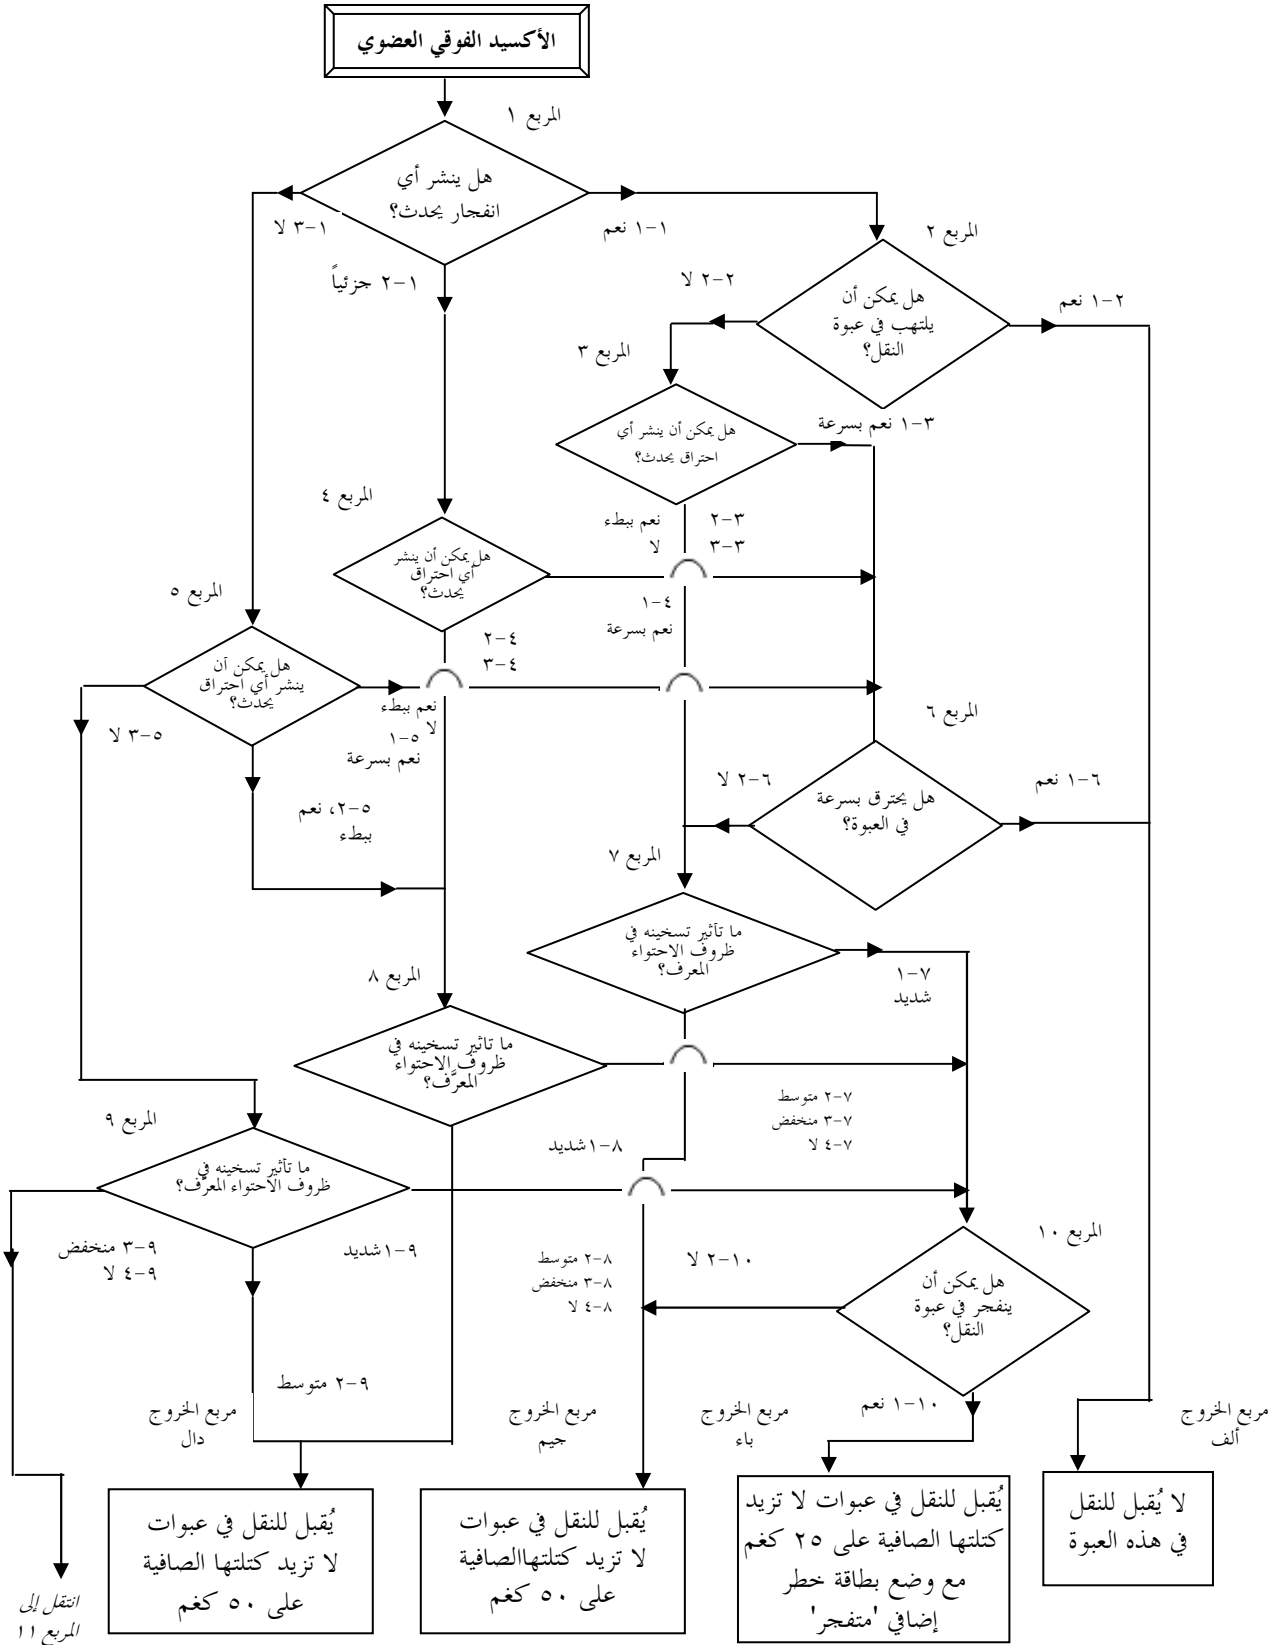 الأكسيد الفوقي العضوي
المربع ١
هل ينشر أي
انفجار يحدث؟
١-١ نعم
١-٣ لا
١-٢ جزئياً
المربع ٢
هل يمكن أن
يلتهب في عبوة
النقل؟
٢-١ نعم
٢-٢ لا
المربع ٣
هل يمكن أن ينشر أي
احتراق يحدث؟
٣-١ نعم بسرعة
٣-٢ نعم ببطء
٣-٣ لا
المربع ٤
هل يمكن أن ينشر
أي احتراق
يحدث؟
٤-١
نعم بسرعة
٤-٢
٤-٣
نعم ببطء
لا
المربع ٥
هل يمكن أن
ينشر أي احتراق
يحدث؟
٥-١
نعم بسرعة
٥-٣ لا
٥-٢، نعم
ببطء
المربع ٦
هل يحترق بسرعة
في العبوة؟
٦-١ نعم
٦-٢ لا
المربع ٧
ما تأثير تسخينه في
ظروف الاحتواء
المعرف؟
٧-١
شديد
٧-٢ متوسط
٧-٣ منخفض
٧-٤ لا
المربع ٨
ما تاثير تسخينه في
ظروف الاحتواء
المعرَّف؟
٨-١شديد
٨-٢ متوسط
٨-٣ منخفض
٨-٤ لا
المربع ٩
ما تأثير تسخينه في
ظروف الاحتواء المعرَّف؟
٩-١شديد
٩-٣ منخفض
٩-٤ لا
٩-٢ متوسط
المربع ١٠
هل يمكن أن
ينفجر في عبوة
النقل؟
١٠-٢ لا
١٠-١ نعم
مربع الخروج
ألف
لا يُقبل للنقل
في هذه العبوة
مربع الخروج
باء
يُقبل للنقل في عبوات لا تزيد
كتلتها الصافية على ٢٥ كغم
مع وضع بطاقة خطر
إضافي 'متفجر'
مربع الخروج
جيم
يُقبل للنقل في عبوات
لا تزيد كتلتهاالصافية
على ٥٠ كغم
مربع الخروج
دال
يُقبل للنقل في عبوات
لا تزيد كتلتها الصافية
على ٥٠ كغم
انتقل إلى
المربع ١١